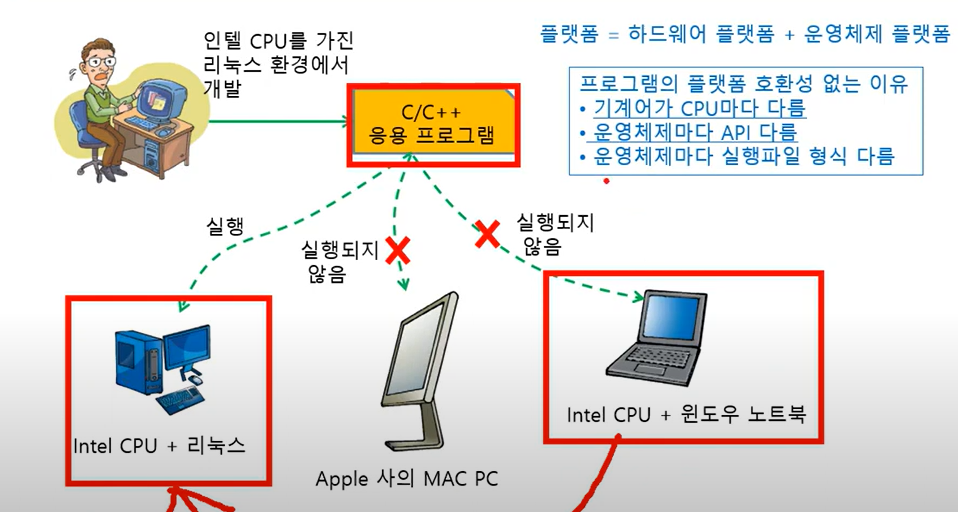 플랫폼 = 하드웨어 플랫폼 + 운영체제 플랫폼
인텔 CPU를 가진
리눅스 환경에서
개발
C/C++
응용 프로그램
프로그램의 플랫폼 호환성 없는 이유
• 기계어가 CPU마다 다름
• 운영체제마다 API 다름
• 운영체제마다 실행파일 형식 다름
실행
실행되지
않음
실행되지
않음
Intel CPU + 리눅스
Apple 사의 MAC PC
Intel CPU + 윈도우 노트북